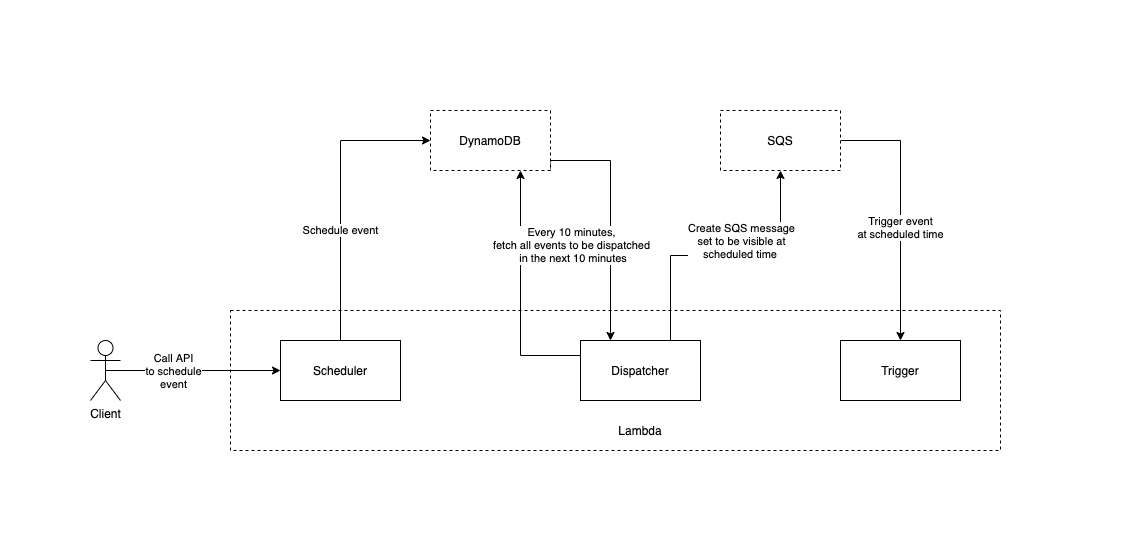 DynamoDB
SQS
Schedule event
Every 10 minutes,
fetch all events to be dispatched
in the next 10 minutes
Create SQS message
set to be visible at
scheduled time
Trigger event
at scheduled time
Call API
to schedule
event
Client
Scheduler
Dispatcher
Trigger
Lambda